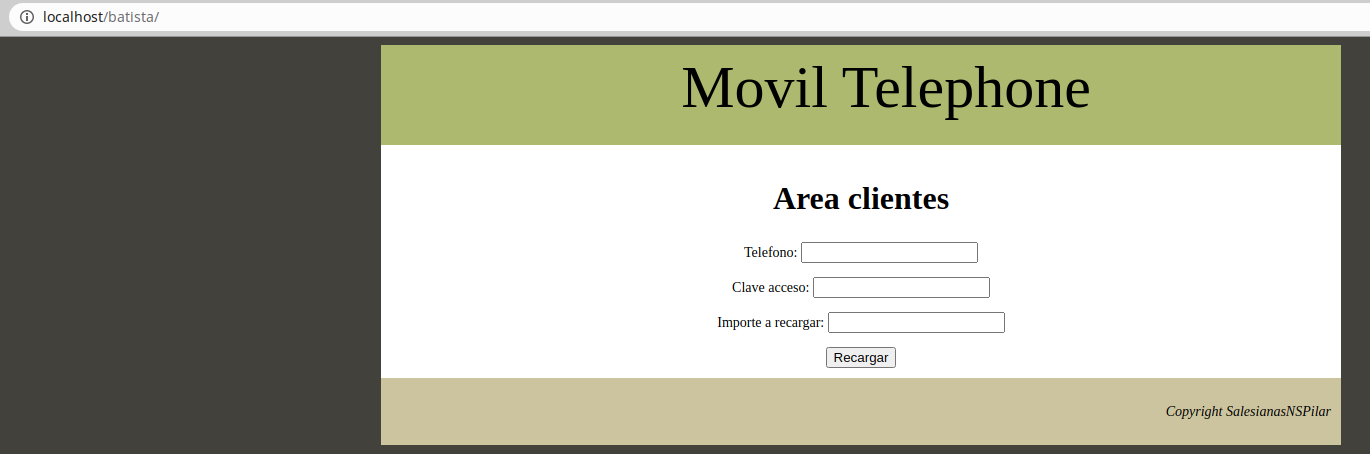 localhost/batista/
Movil Telephone
Area clientes
Telefono:
Clave acceso:
Importe a recargar:
Recargar
Copyright SalesianasNSPilar